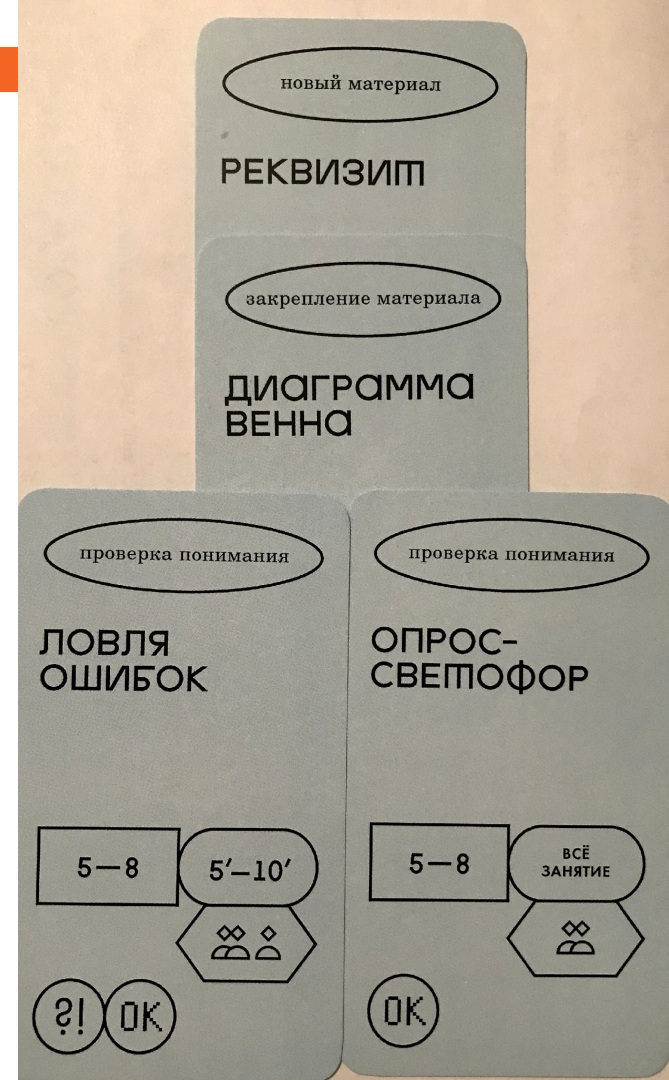 новый материал
РЕКВИЗИТ
закрепление материала
ДИАГРАММА
ВЕННА
проверка понимания
ЛОВЛЯ
ОШИБОК
5—8
5′—10′
?! OK
проверка понимания
ОПРОС-
СВЕТОФОР
5—8
ВСЁ
ЗАНЯТИЕ
OK